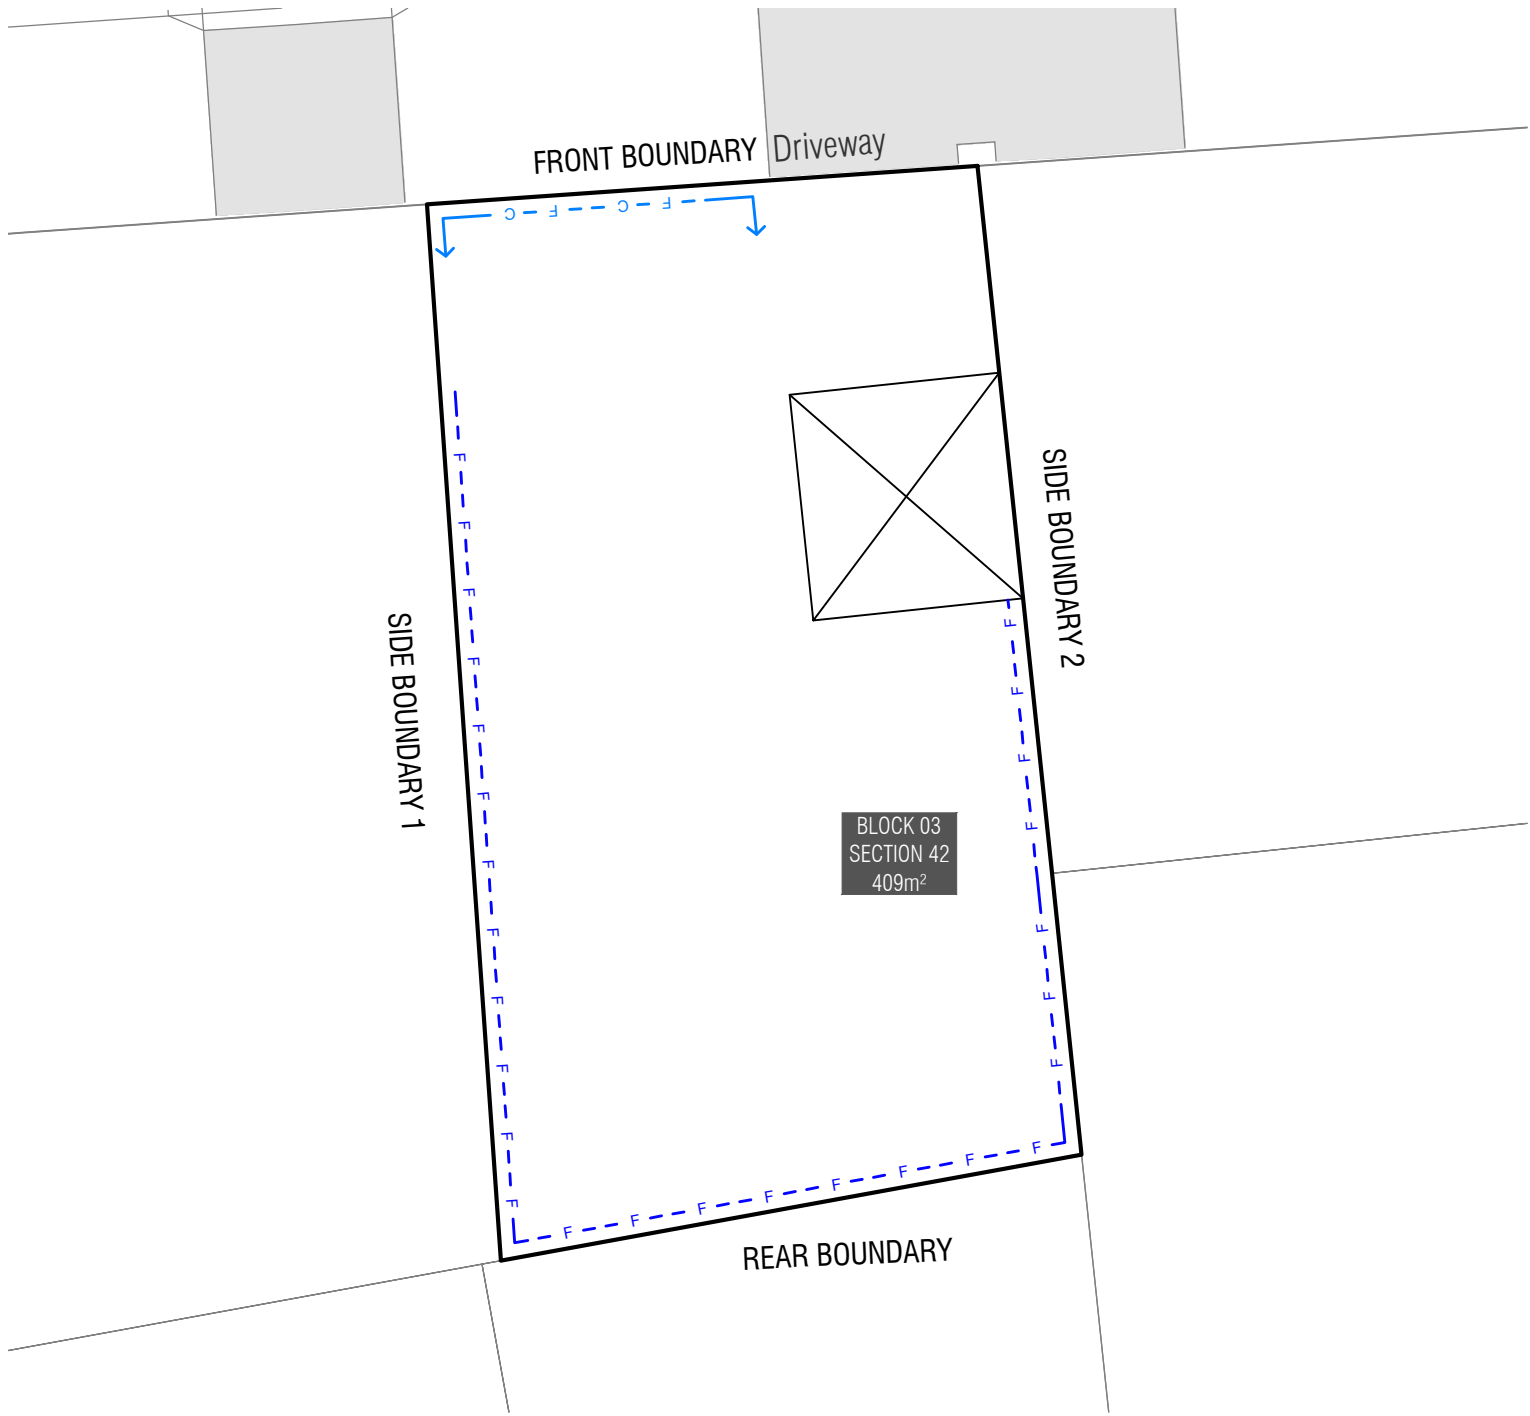 FRONT BOUNDARY
Driveway
C F C F
SIDE BOUNDARY 1
F F F F F F F F F F F F
SIDE BOUNDARY 2
F F F F F F F
BLOCK 03
SECTION 42
409m²
F F F F F F F F
REAR BOUNDARY